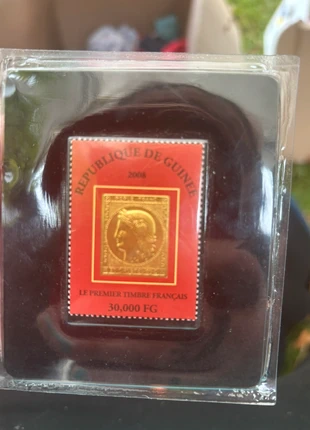 REPUBLIQUE DE GUINEE
2008
LE PREMIER TIMBRE FRANÇAIS
30,000 FG